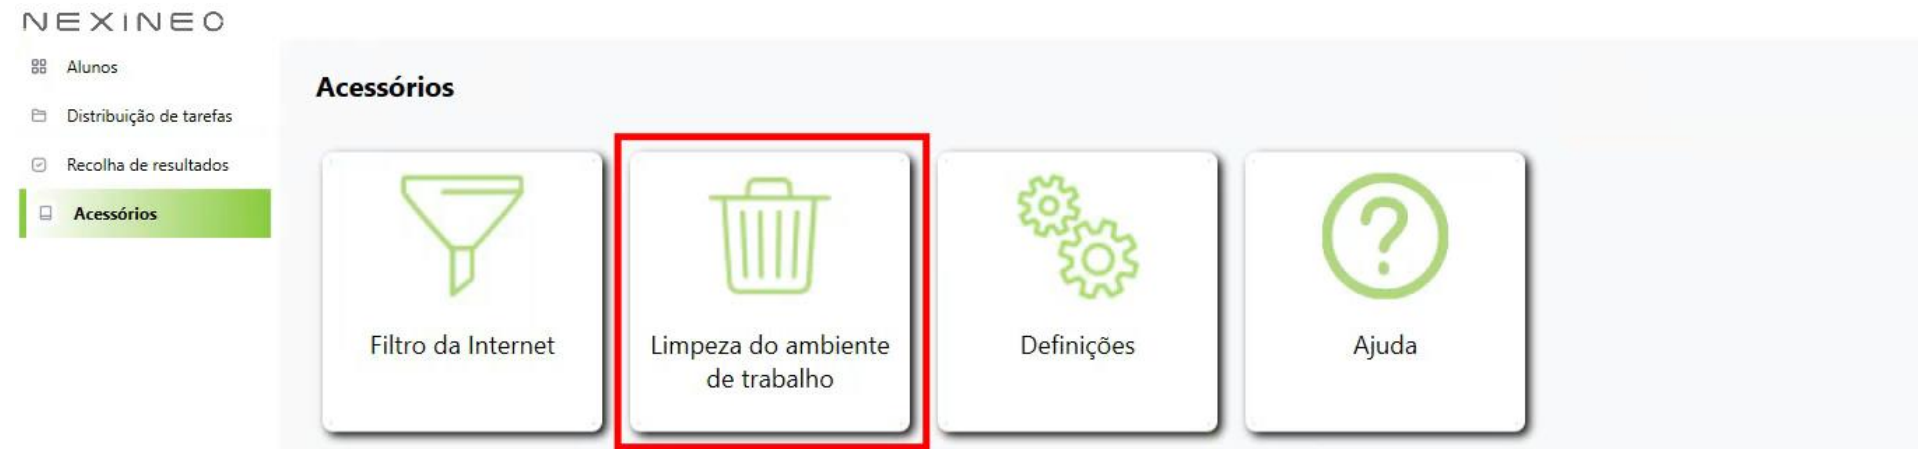 NEXINEO
Alunos
Distribuição de tarefas
Recolha de resultados
Acessórios
Acessórios
Filtro da Internet
Limpeza do ambiente
de trabalho
Definições
Ajuda